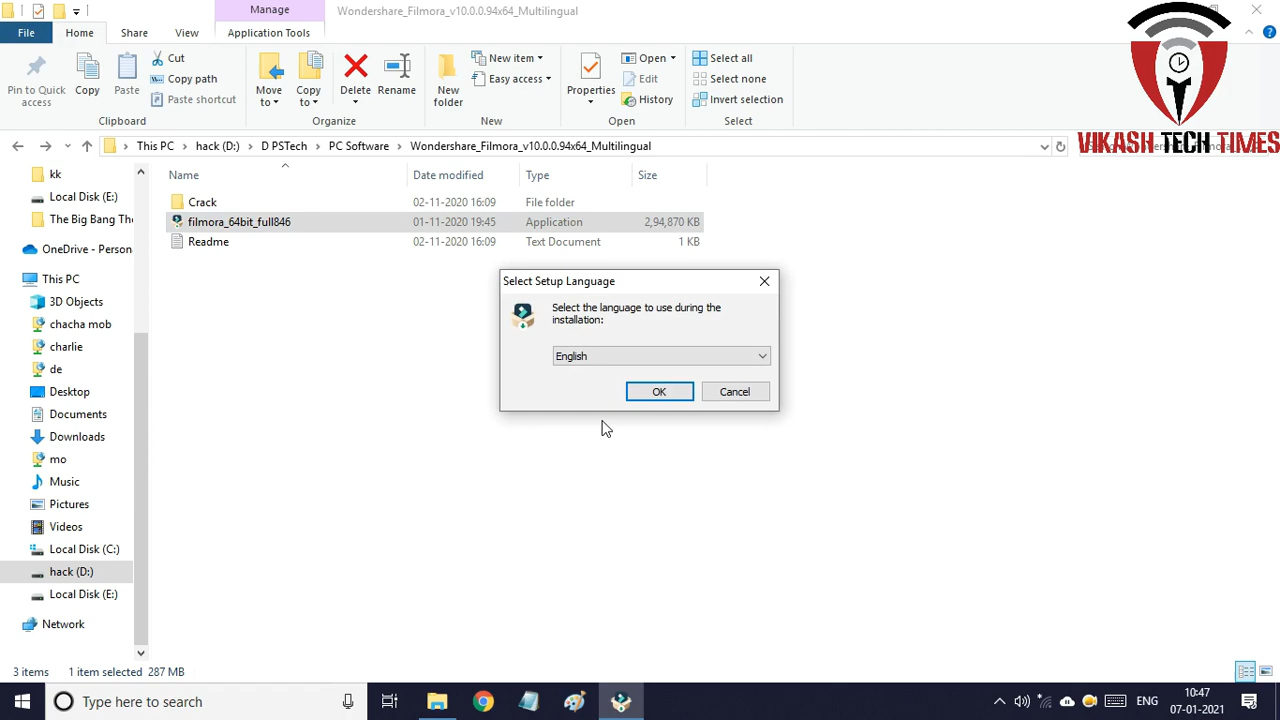 Manage
Wondershare_Filmora_v10.0.0.94x64_Multilingual
File
Home
Share
View
Application Tools
Pin to Quick
access
Copy
Paste
Cut
Copy path
Paste shortcut
Move
to
Copy
to
Delete
Rename
New
folder
New item
Easy access
Properties
Open
Edit
History
Select all
Select none
Invert selection
Clipboard
Organize
New
Open
Select
VIKASH TECH TIMES
This PC
hack (D:)
D PSTech
PC Software
Wondershare_Filmora_v10.0.0.94x64_Multilingual
Name
Date modified
Type
Size
Crack
02-11-2020 16:09
File folder
filmora_64bit_full846
01-11-2020 19:45
Application
2,94,870 KB
Readme
02-11-2020 16:09
Text Document
1 KB
kk
Local Disk (E:)
The Big Bang The
OneDrive - Person
This PC
3D Objects
chacha mob
charlie
de
Desktop
Documents
Downloads
mo
Music
Pictures
Videos
Local Disk (C:)
hack (D:)
Local Disk (E:)
Network
Select Setup Language
Select the language to use during the
installation:
English
OK
Cancel
3 items
1 item selected 287 MB
Type here to search
ENG
10:47
07-01-2021